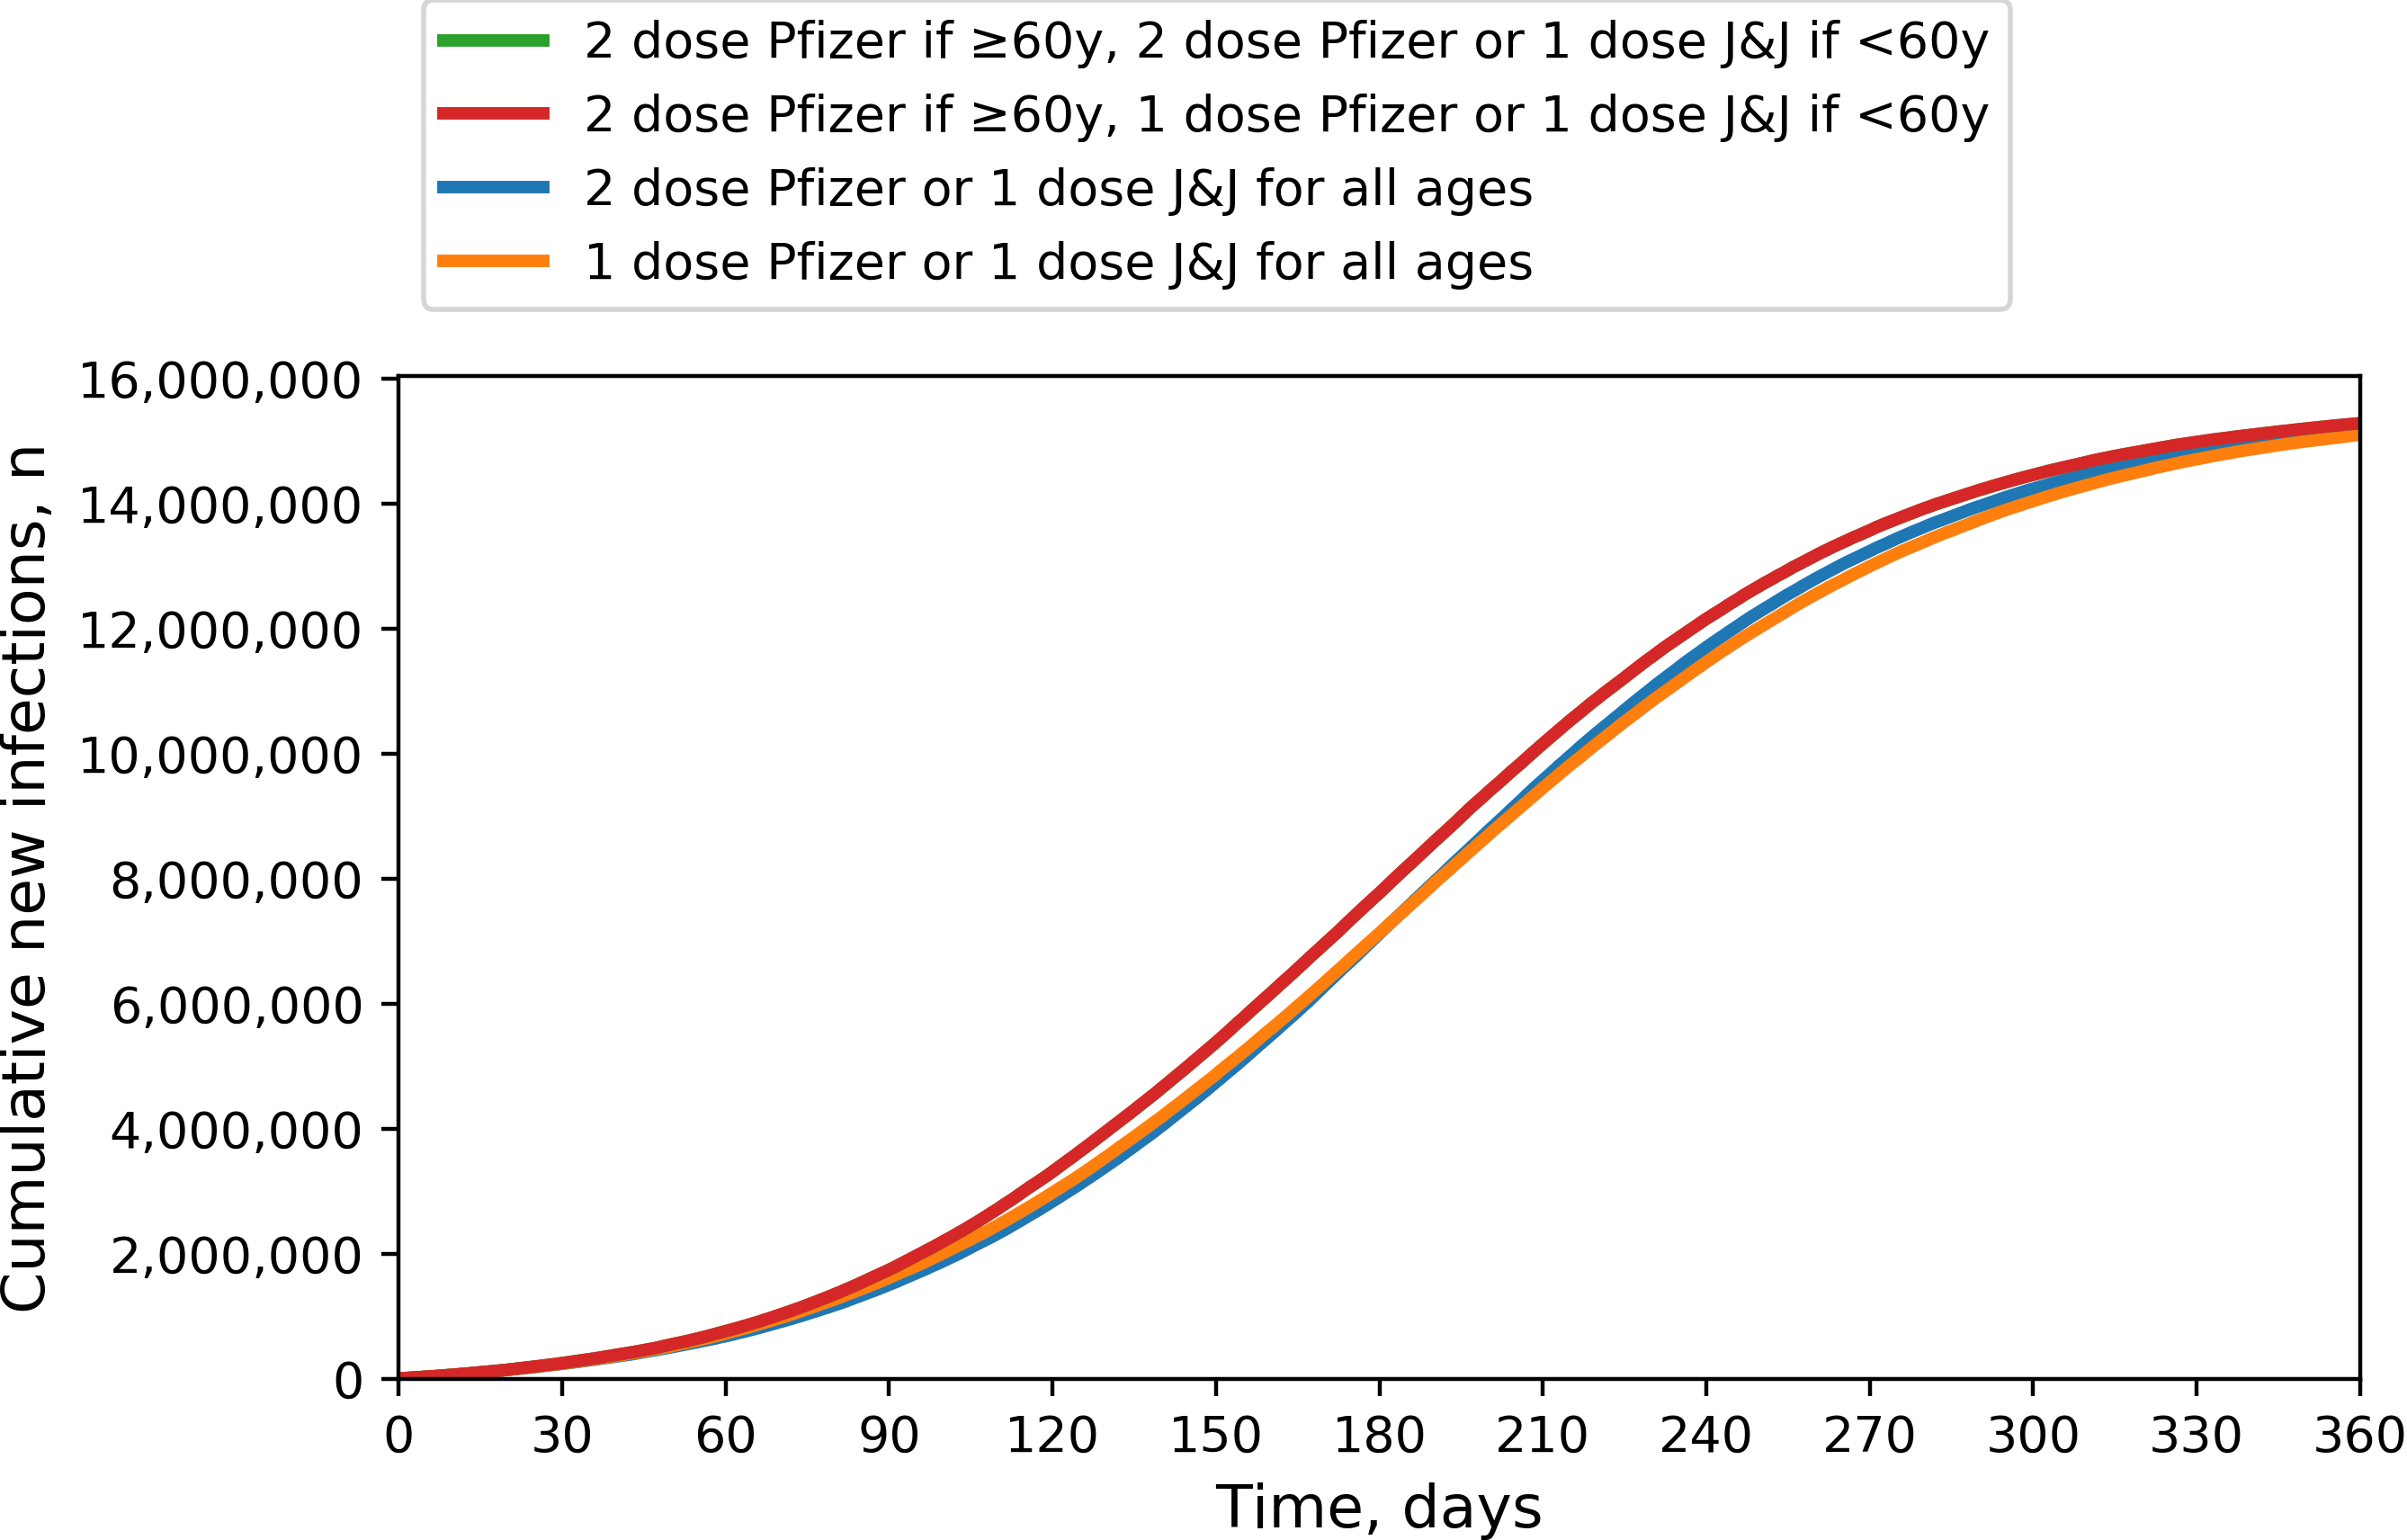 2 dose Pfizer if ≥60y, 2 dose Pfizer or 1 dose J&J if <60y
2 dose Pfizer if ≥60y, 1 dose Pfizer or 1 dose J&J if <60y
2 dose Pfizer or 1 dose J&J for all ages
1 dose Pfizer or 1 dose J&J for all ages
Cumulative new infections, n
16,000,000
14,000,000
12,000,000
10,000,000
8,000,000
6,000,000
4,000,000
2,000,000
0
0 30 60 90 120 150 180 210 240 270 300 330 360
Time, days